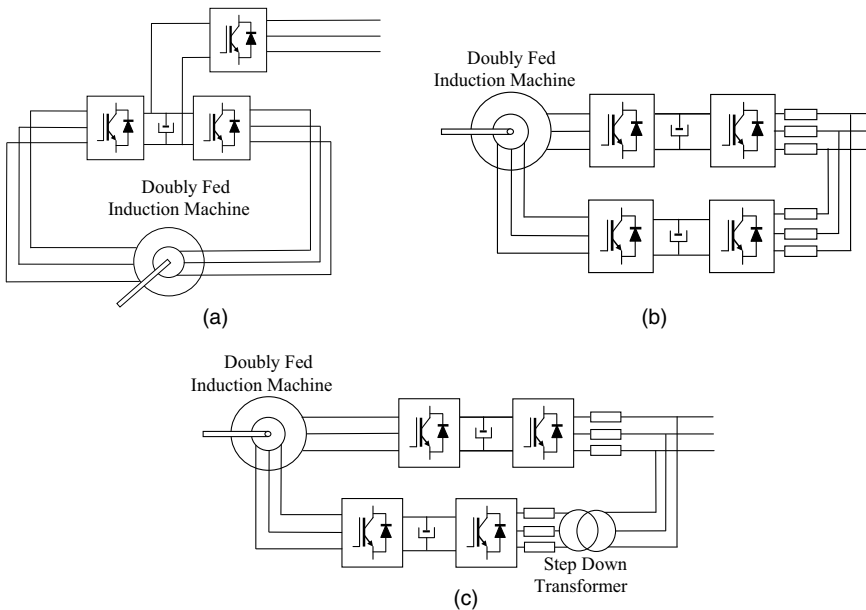 Doubly Fed
Induction Machine
(a)
Doubly Fed
Induction Machine
(b)
Doubly Fed
Induction Machine
Step Down
Transformer
(c)